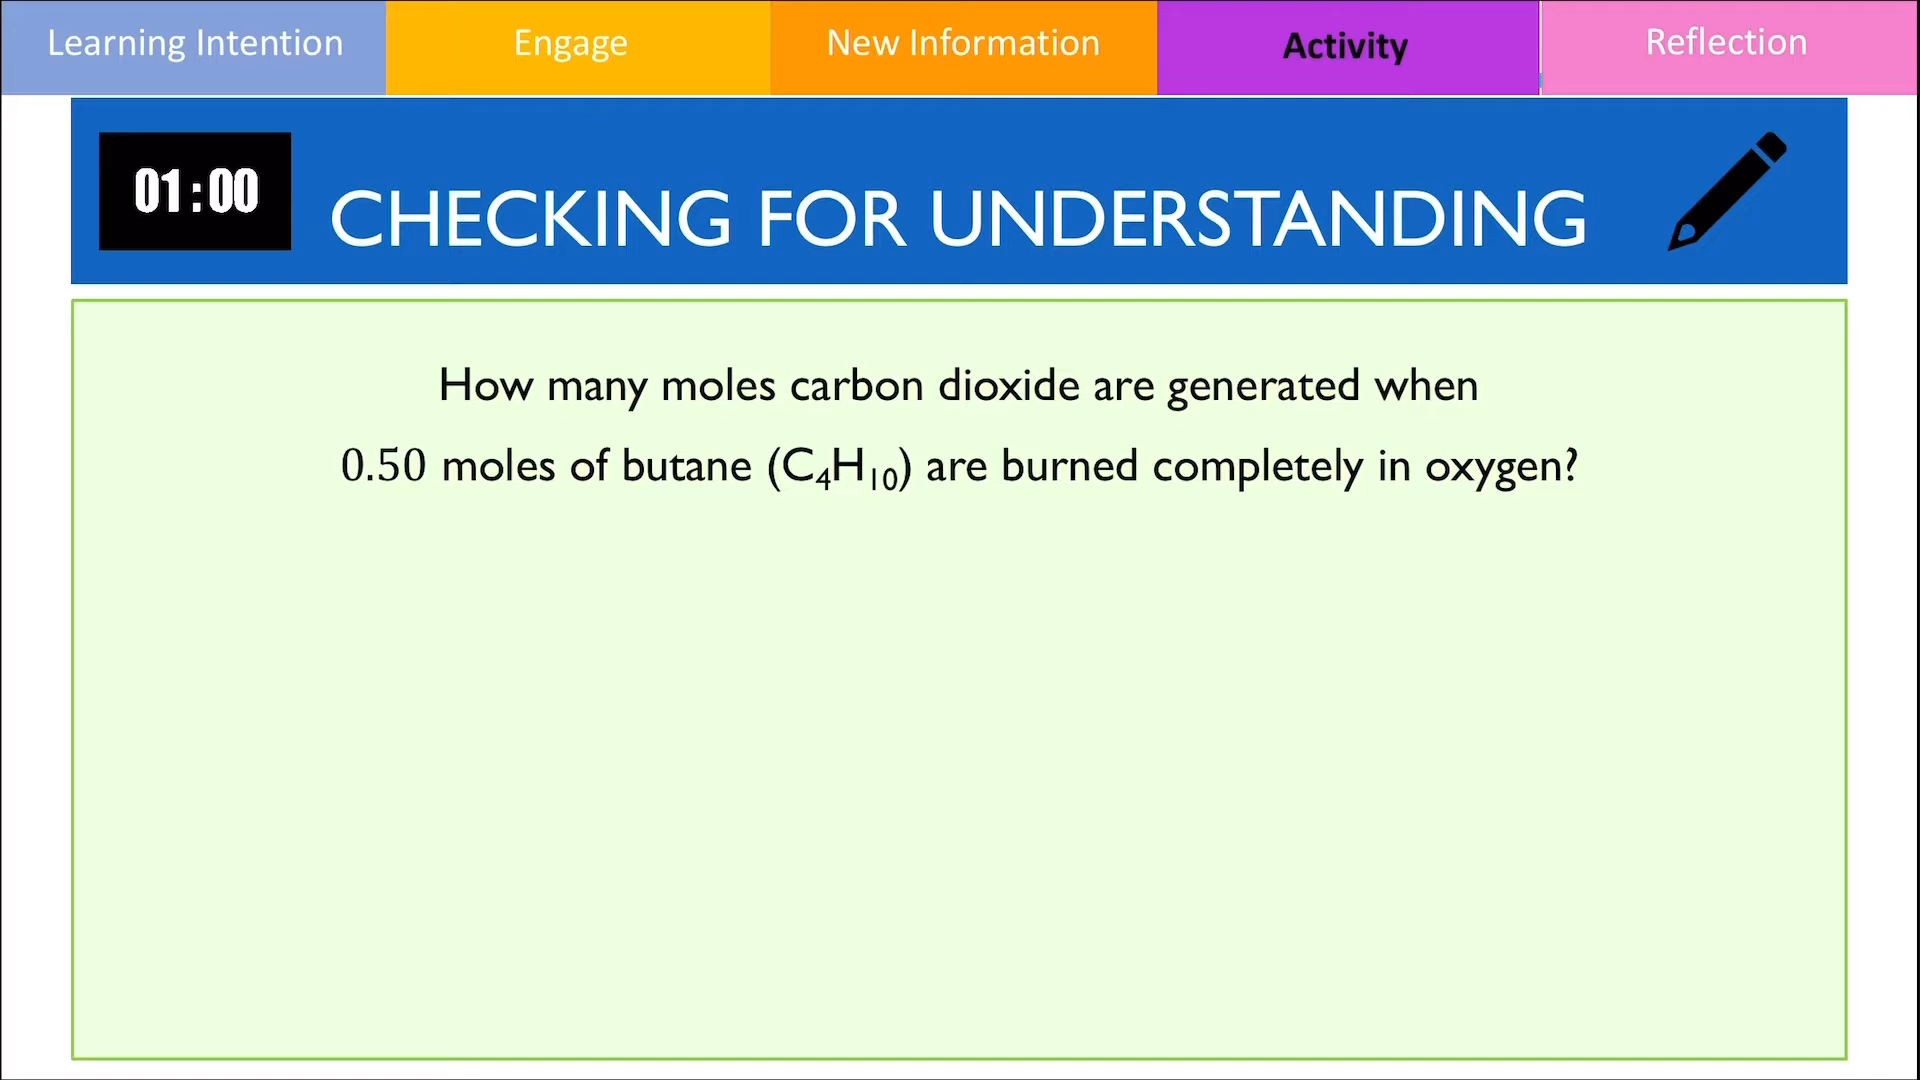 Learning Intention
Engage
New Information
Activity
Reflection
01:00
CHECKING FOR UNDERSTANDING
How many moles carbon dioxide are generated when
0.50 moles of butane (C₄H₁₀) are burned completely in oxygen?